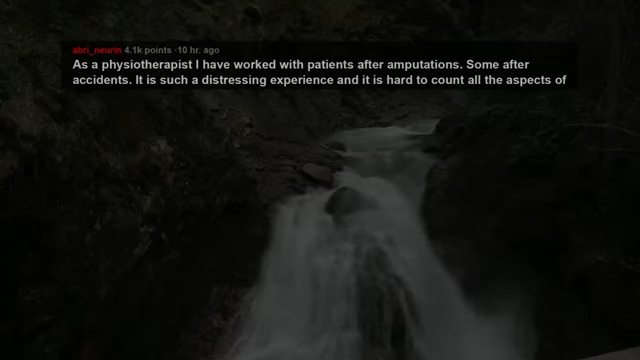 abri_neurin 4.1k points ·10 hr. ago
As a physiotherapist I have worked with patients after amputations. Some after
accidents. It is such a distressing experience and it is hard to count all the aspects of